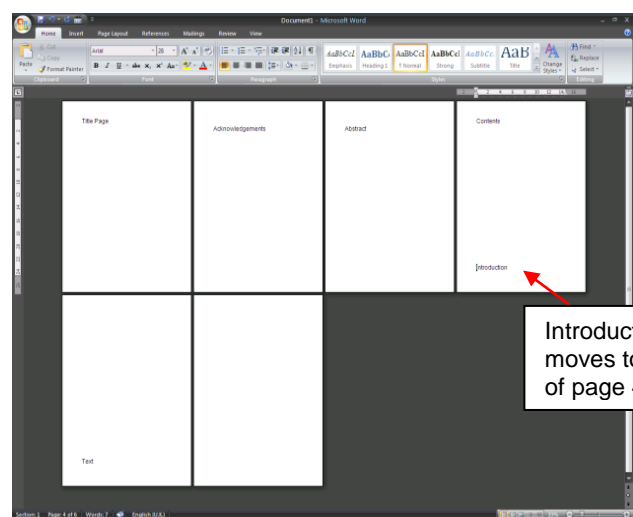 Document1 - Microsoft Word
Home Insert Page Layout References Mailings Review View
Paste
Cut
Copy
Format Painter
Clipboard
Arial 20
Font
Paragraph
AaBbCcI AaBbC AaBbCcI AaBbCcI AaBbCc. AaB
Emphasis Heading 1 ¶ Normal Strong Subtitle Title
Change Styles
Styles
Find
Replace
Select
Editing
Title Page
Acknowledgements
Abstract
Contents
Introduction
Introduct
moves to
of page
Text
Section: 1 Page: 4 of 6 Words: 7 English (U.K.)